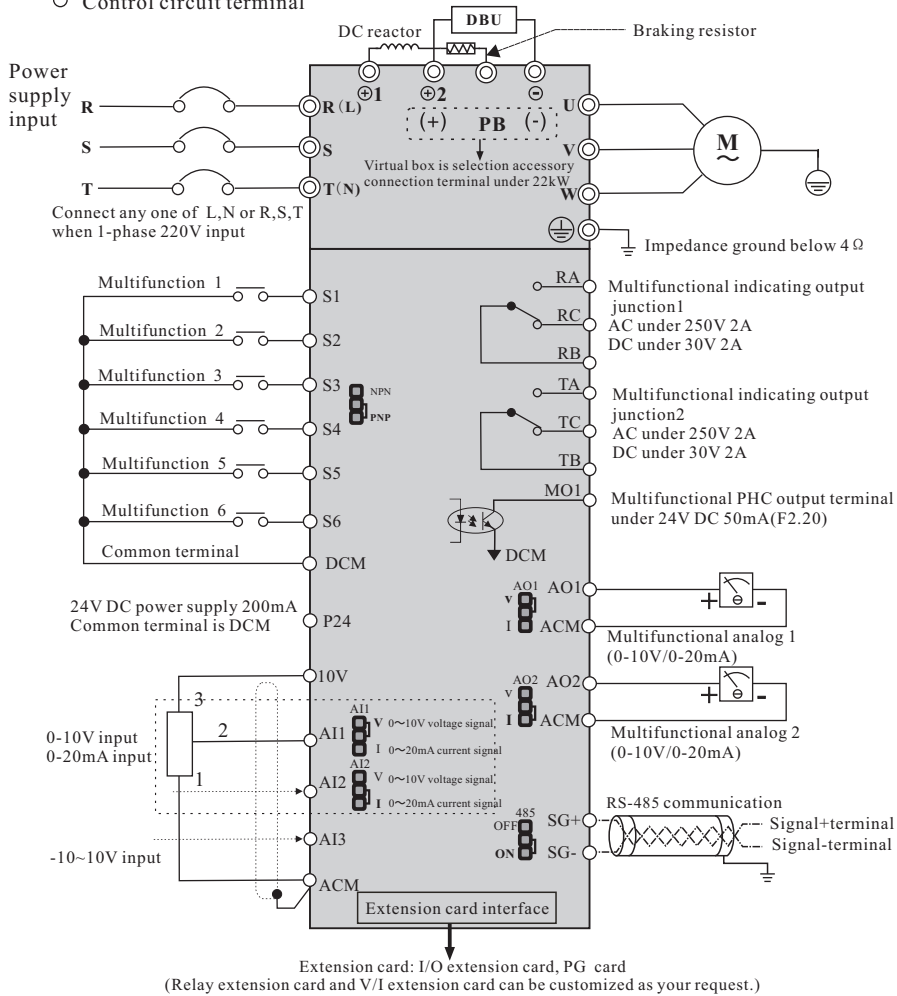 Control circuit terminal
DBU
DC reactor
Braking resistor
Power
supply
input
⊕1
⊕2
⊖
R
R(L)
(+) PB (-)
U
S
S
Virtual box is selection accessory
connection terminal under 22kW
V
M
~
T
T(N)
W
Connect any one of L,N or R,S,T
when 1-phase 220V input
Impedance ground below 4 Ω
Multifunction 1
S1
Multifunction 2
S2
Multifunction 3
S3
Multifunction 4
S4
Multifunction 5
S5
Multifunction 6
S6
Common terminal
DCM
NPN
PNP
RA
RC
RB
Multifunctional indicating output
junction1
AC under 250V 2A
DC under 30V 2A
TA
TC
TB
Multifunctional indicating output
junction2
AC under 250V 2A
DC under 30V 2A
MO1
Multifunctional PHC output terminal
under 24V DC 50mA(F2.20)
DCM
24V DC power supply 200mA
Common terminal is DCM
P24
AO1
V
I
AO1
ACM
+ -
Multifunctional analog 1
(0-10V/0-20mA)
AO2
V
I
AO2
ACM
+ -
Multifunctional analog 2
(0-10V/0-20mA)
10V
3
2
1
0-10V input
0-20mA input
AI1
AI1
V 0～10V voltage signal
I 0～20mA current signal
AI2
AI2
V 0～10V voltage signal
I 0～20mA current signal
AI3
-10~10V input
ACM
485
OFF
ON
SG+
SG-
RS-485 communication
Signal+terminal
Signal-terminal
Extension card interface
Extension card: I/O extension card, PG card
(Relay extension card and V/I extension card can be customized as your request.)